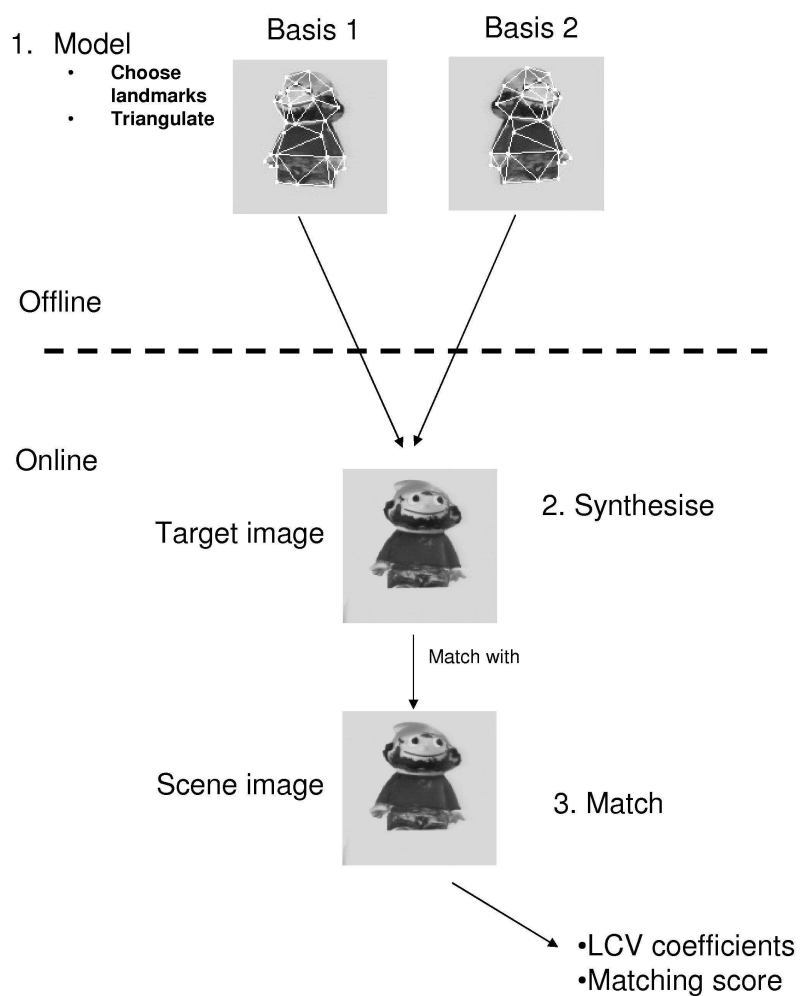 Basis 1
Basis 2
1. Model
• Choose
landmarks
• Triangulate
Offline
Online
2. Synthesise
Target image
Match with
Scene image
3. Match
•LCV coefficients
•Matching score